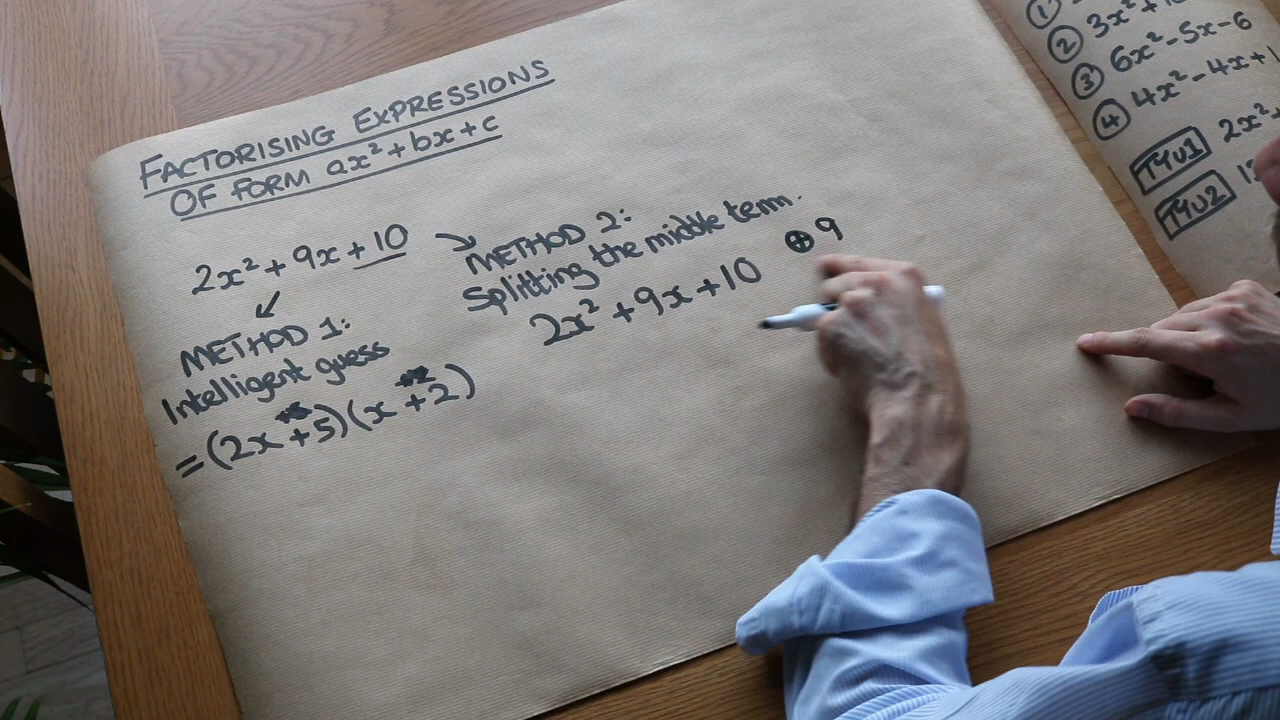 FACTORISING EXPRESSIONS
OF FORM ax² + bx + c
2x² + 9x + 10
METHOD 1:
Intelligent guess
= (2x + 5)(x + 2)
METHOD 2:
Splitting the middle term.
2x² + 9x + 10
⊕ 9
①
② 3x² + 1
③ 6x² - 5x - 6
④ 4x² - 4x + 1
TYU1 2x² +
TYU2 1